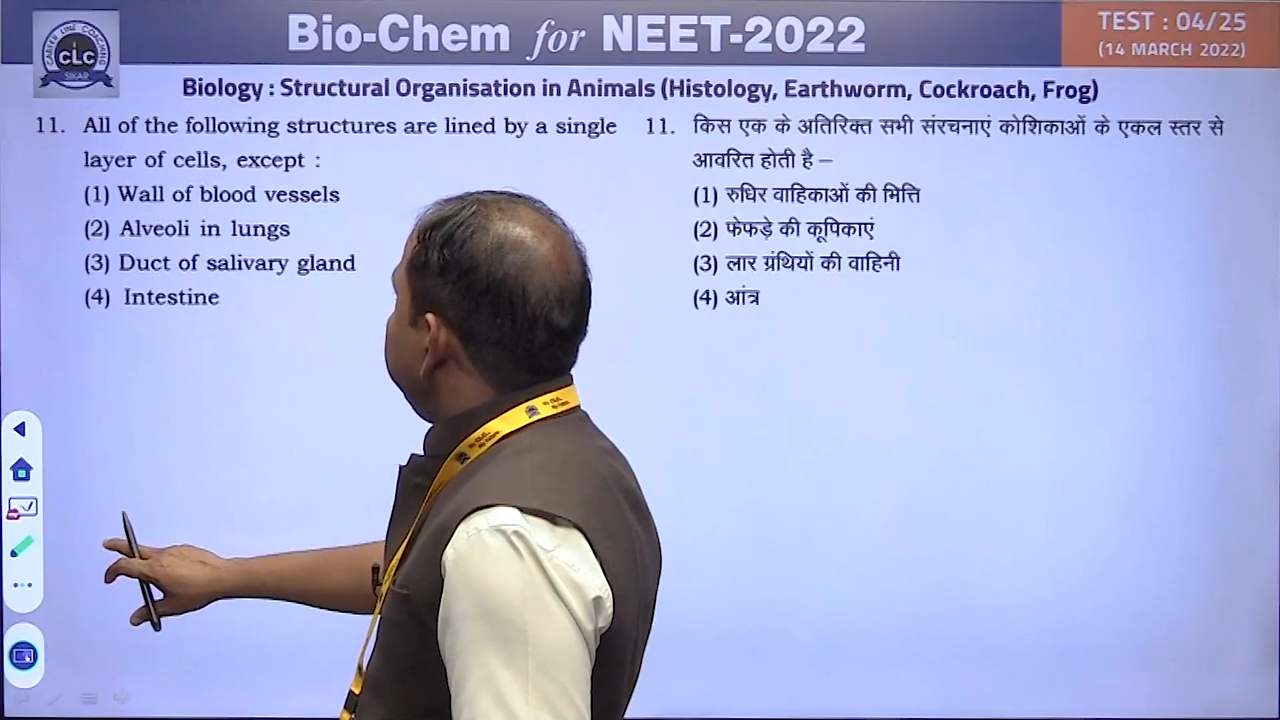 Bio-Chem for NEET-2022
TEST : 04/25
(14 MARCH 2022)
CAREER LINE COACHING
CLC
SIKAR
Biology : Structural Organisation in Animals (Histology, Earthworm, Cockroach, Frog)
11. All of the following structures are lined by a single
layer of cells, except :
(1) Wall of blood vessels
(2) Alveoli in lungs
(3) Duct of salivary gland
(4) Intestine
11. किस एक के अतिरिक्त सभी संरचनाएं कोशिकाओं के एकल स्तर से
आवरित होती है –
(1) रुधिर वाहिकाओं की भित्ति
(2) फेफड़े की कूपिकाएं
(3) लार ग्रंथियों की वाहिनी
(4) आंत्र